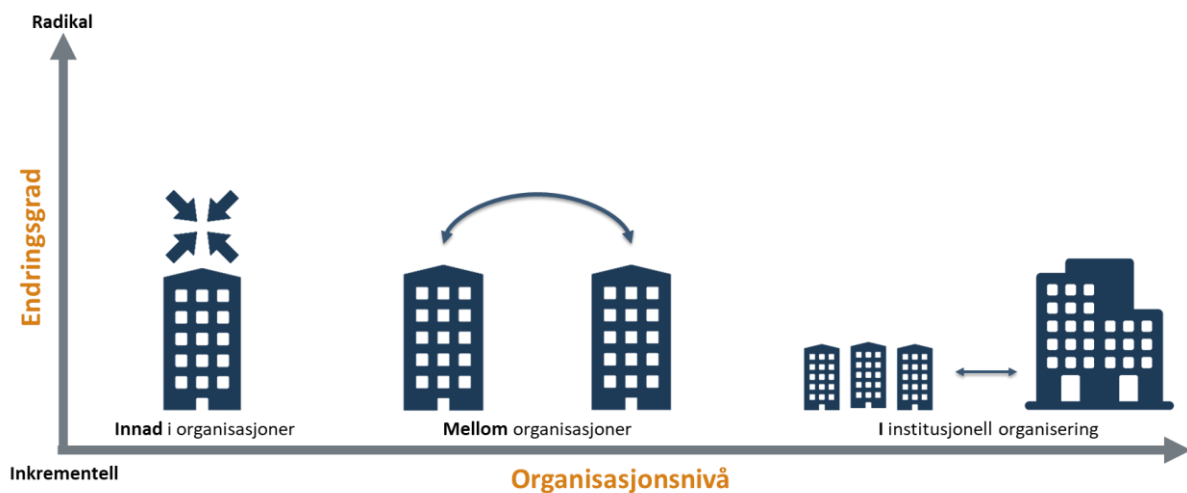 Radikal
Endringsgrad
Innad i organisasjoner
Mellom organisasjoner
I institusjonell organisering
Inkrementell
Organisasjonsnivå